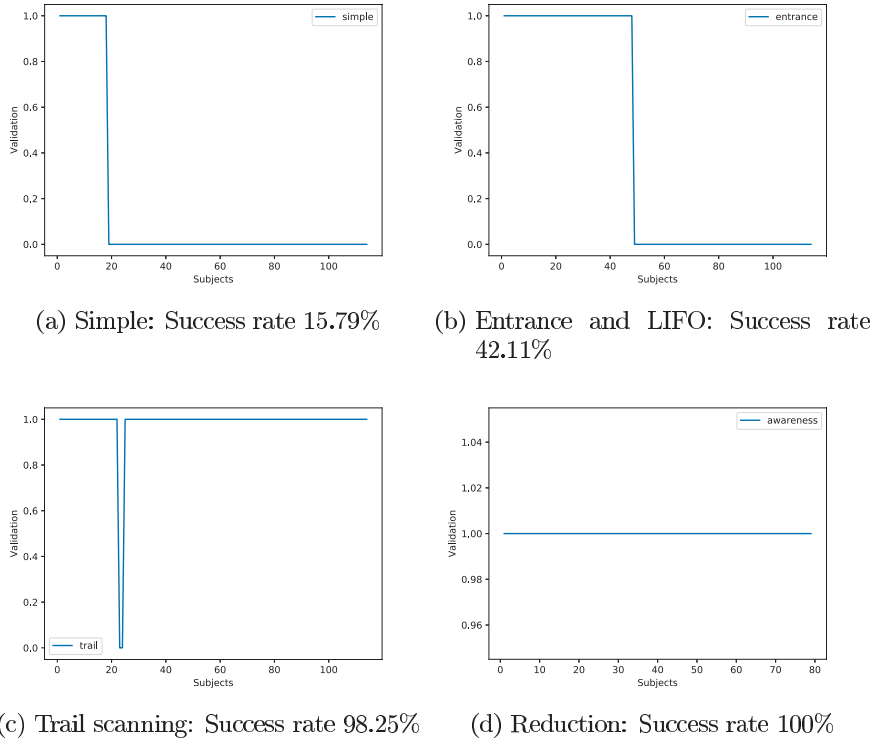 simple
1.0
0.8
0.6
0.4
0.2
0.0
Validation
0 20 40 60 80 100
Subjects
(a) Simple: Success rate 15.79%
entrance
1.0
0.8
0.6
0.4
0.2
0.0
Validation
0 20 40 60 80 100
Subjects
(b) Entrance and LIFO: Success rate
42.11%
1.0
0.8
0.6
0.4
0.2
0.0
Validation
trail
0 20 40 60 80 100
Subjects
(c) Trail scanning: Success rate 98.25%
awareness
1.04
1.02
1.00
0.98
0.96
Validation
0 10 20 30 40 50 60 70 80
Subjects
(d) Reduction: Success rate 100%